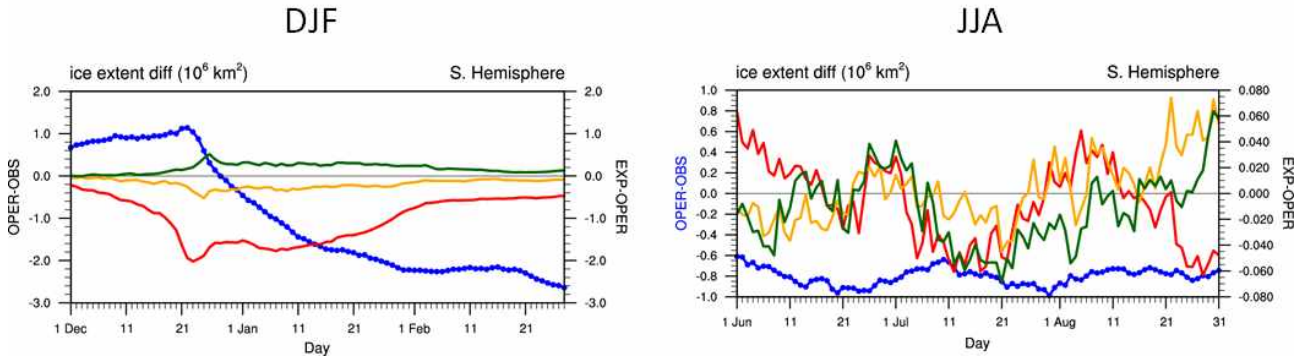 DJF
JJA
ice extent diff (10⁶ km²) S. Hemisphere
ice extent diff (10⁶ km²) S. Hemisphere
2.0
1.0
0.0
-1.0
-2.0
-3.0
OPER-OBS
2.0
1.0
0.0
-1.0
-2.0
-3.0
EXP-OPER
1 Dec 11 21 1 Jan 11 21 1 Feb 11 21
Day
1.0
0.8
0.6
0.4
0.2
0.0
-0.2
-0.4
-0.6
-0.8
-1.0
OPER-OBS
0.080
0.060
0.040
0.020
0.000
-0.020
-0.040
-0.060
-0.080
EXP-OPER
1 Jun 11 21 1 Jul 11 21 1 Aug 11 21 31
Day